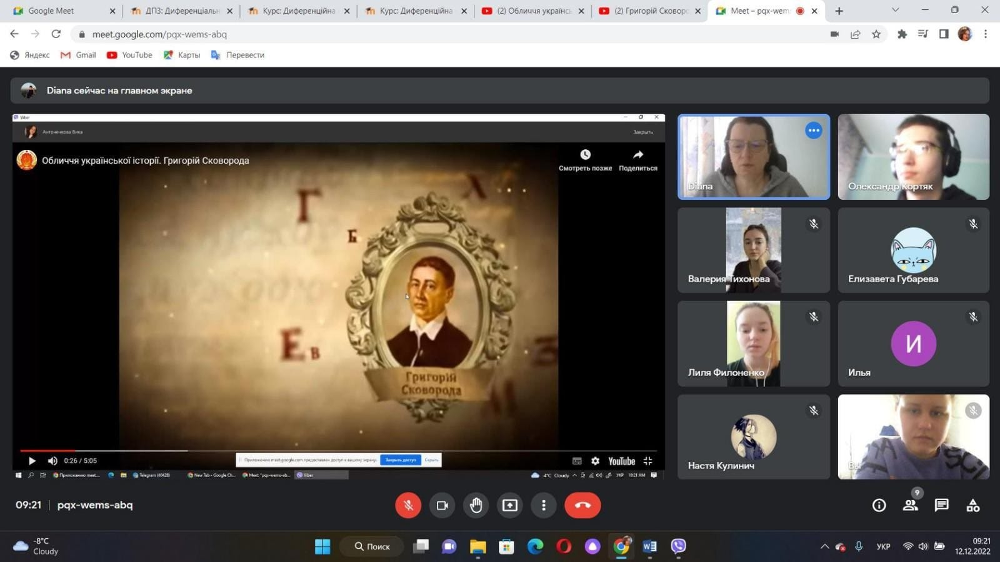 Google Meet
ДПЗ: Диференціальн
Курс: Диференційна
Курс: Диференційна
(2) Обличчя українсь
(2) Григорій Сковоро
Meet – pqx-wem
meet.google.com/pqx-wems-abq
Яндекс
Gmail
YouTube
Карты
Перевести
Diana сейчас на главном экране
Viber
Антоненкова Вика
Закрыть
Обличчя української історії. Григорій Сковорода
Смотреть позже
Поделиться
Г
Х
Б
Е
В
З
Григорій
Сковорода
0:26 / 5:05
Приложению meet.google.com предоставлен доступ к вашему экрану.
Закрыть доступ
Скрыть
YouTube
Приложению meet...
Telegram (40428)
New Tab - Google Ch...
Meet: "pqx-wems-ab...
Viber
-4°C Cloudy
УКР
10:21 AM
Diana
Олександр Кортяк
Валерия Тихонова
Елизавета Губарева
Лиля Филоненко
И
Илья
Настя Кулинич
Вы
09:21
pqx-wems-abq
9
-8°C
Cloudy
Поиск
УКР
09:21
12.12.2022